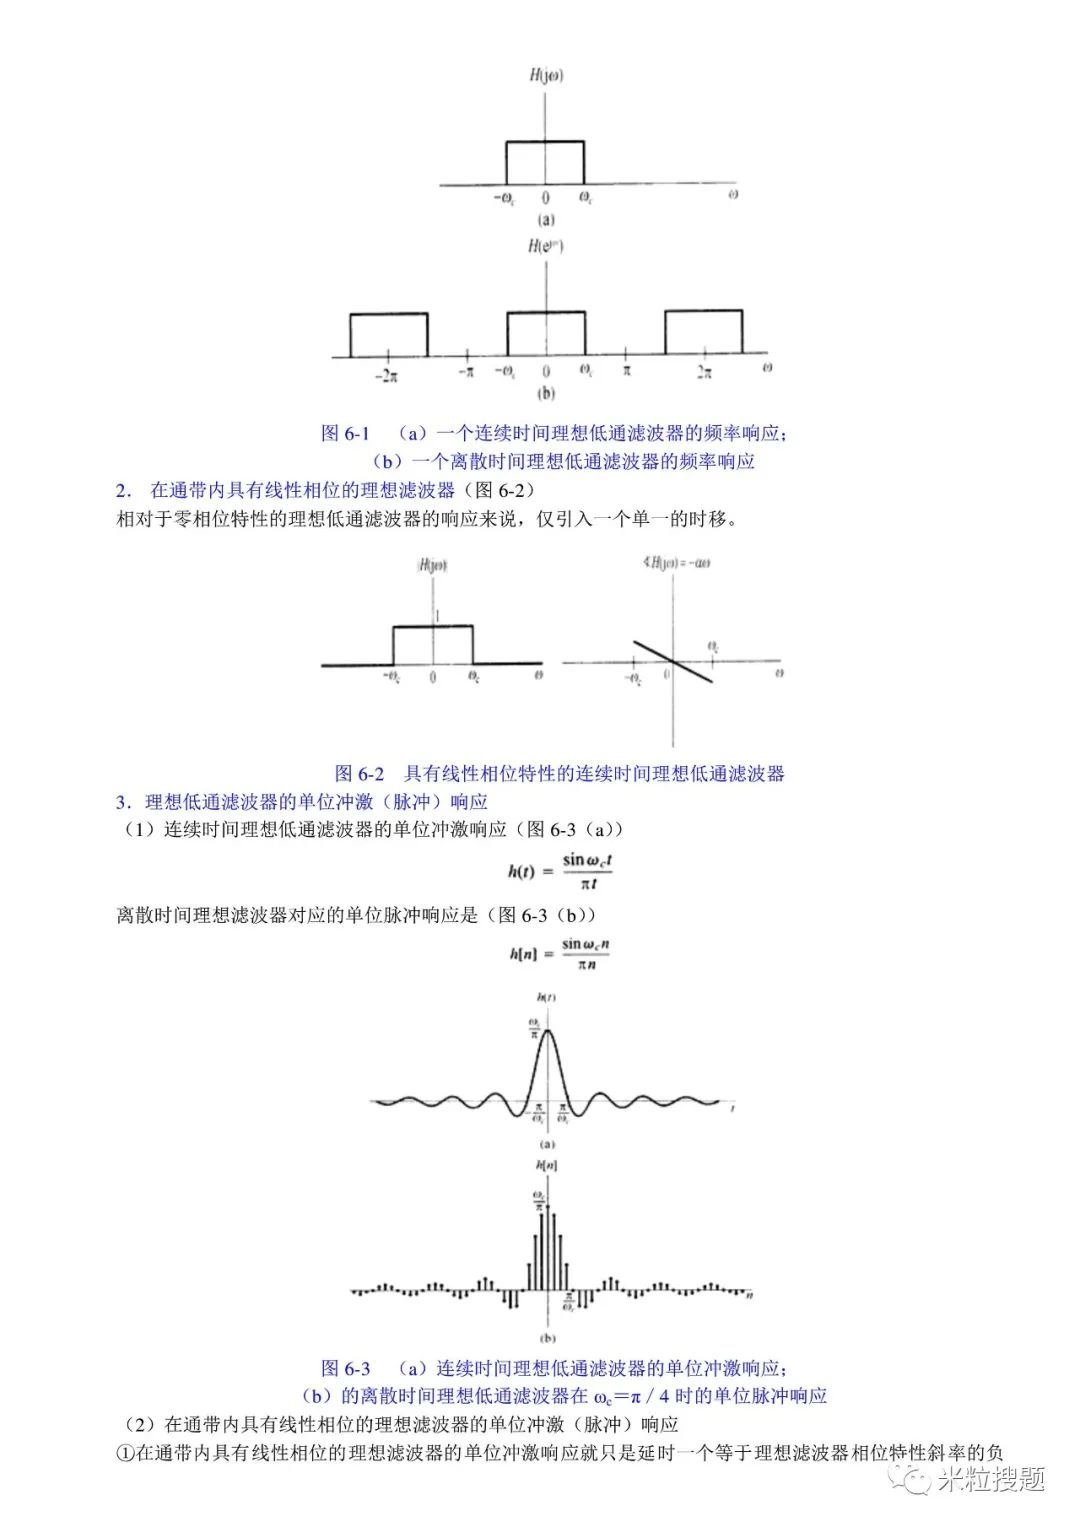 H(jω)
-ω_c 0 ω_c ω
(a)
H(e^{jω})
-2π -π -ω_c 0 ω_c π 2π ω
(b)
图 6-1 （a）一个连续时间理想低通滤波器的频率响应；
（b）一个离散时间理想低通滤波器的频率响应
2． 在通带内具有线性相位的理想滤波器（图 6-2）
相对于零相位特性的理想低通滤波器的响应来说，仅引入一个单一的时移。
|H(jω)| ∢H(jω)=-αω
1
-ω_c 0 ω_c ω -ω_c 0 ω_c ω
图 6-2 具有线性相位特性的连续时间理想低通滤波器
3．理想低通滤波器的单位冲激（脉冲）响应
（1）连续时间理想低通滤波器的单位冲激响应（图 6-3（a））
h(t) = sin ω_c t / πt
离散时间理想滤波器对应的单位脉冲响应是（图 6-3（b））
h[n] = sin ω_c n / πn
h(t)
ω_c/π
-π/ω_c π/ω_c t
(a)
h[n]
ω_c/π
π/ω_c n
(b)
图 6-3 （a）连续时间理想低通滤波器的单位冲激响应；
（b）的离散时间理想低通滤波器在 ω_c＝π／4 时的单位脉冲响应
（2）在通带内具有线性相位的理想滤波器的单位冲激（脉冲）响应
①在通带内具有线性相位的理想滤波器的单位冲激响应就只是延时一个等于理想滤波器相位特性斜率的负
米粒搜题